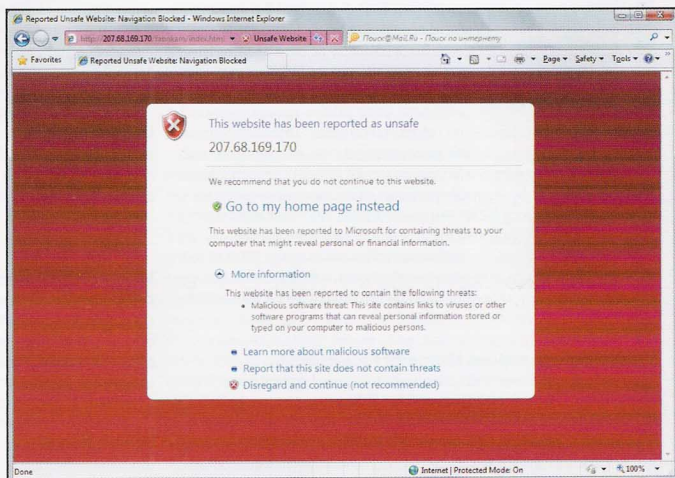 Reported Unsafe Website: Navigation Blocked - Windows Internet Explorer
http://207.68.169.170/ /index.html Unsafe Website Поиск@Mail.Ru - Поиск по интернету
Favorites Reported Unsafe Website: Navigation Blocked Page Safety Tools
This website has been reported as unsafe
207.68.169.170
We recommend that you do not continue to this website.
Go to my home page instead
This website has been reported to Microsoft for containing threats to your
computer that might reveal personal or financial information.
More information
This website has been reported to contain the following threats:
Malicious software threat: This site contains links to viruses or other
software programs that can reveal personal information stored or
typed on your computer to malicious persons.
Learn more about malicious software
Report that this site does not contain threats
Disregard and continue (not recommended)
Done Internet | Protected Mode: On 100%